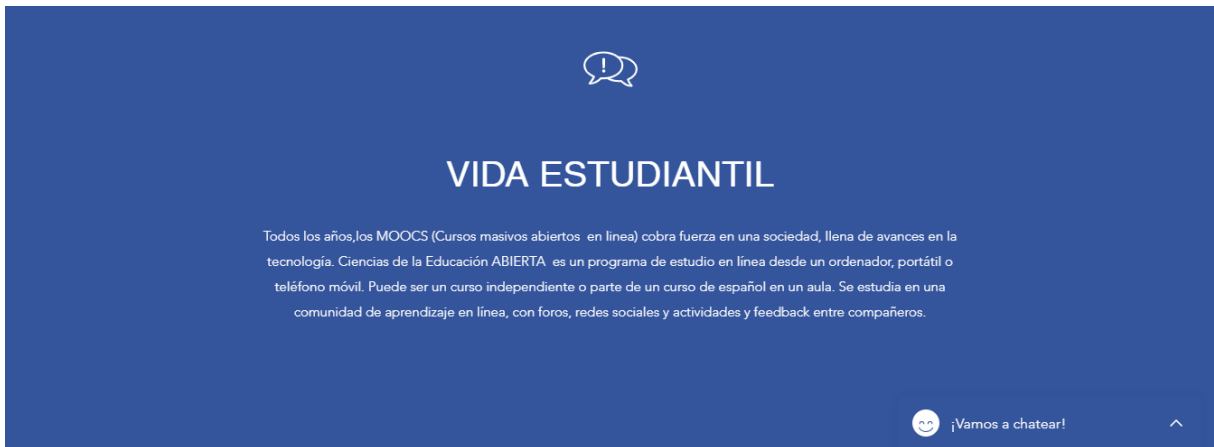 VIDA ESTUDIANTIL
Todos los años,los MOOCS (Cursos masivos abiertos en linea) cobra fuerza en una sociedad, llena de avances en la
tecnología. Ciencias de la Educación ABIERTA es un programa de estudio en línea desde un ordenador, portátil o
teléfono móvil. Puede ser un curso independiente o parte de un curso de español en un aula. Se estudia en una
comunidad de aprendizaje en línea, con foros, redes sociales y actividades y feedback entre compañeros.
¡Vamos a chatear!